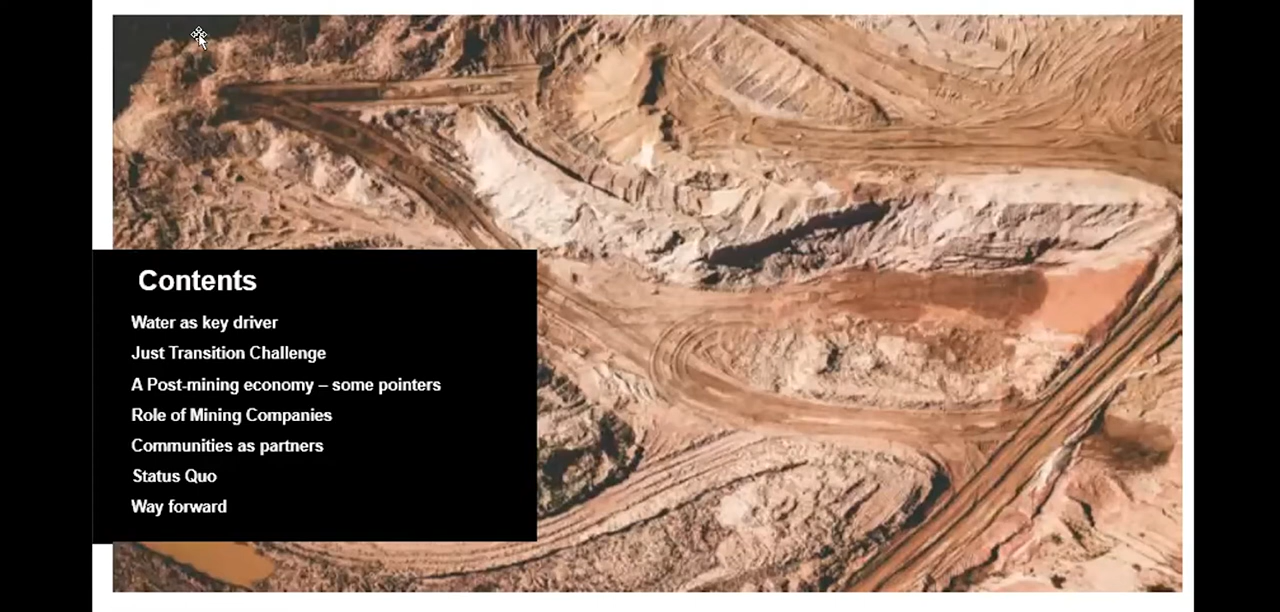 Contents
Water as key driver
Just Transition Challenge
A Post-mining economy – some pointers
Role of Mining Companies
Communities as partners
Status Quo
Way forward